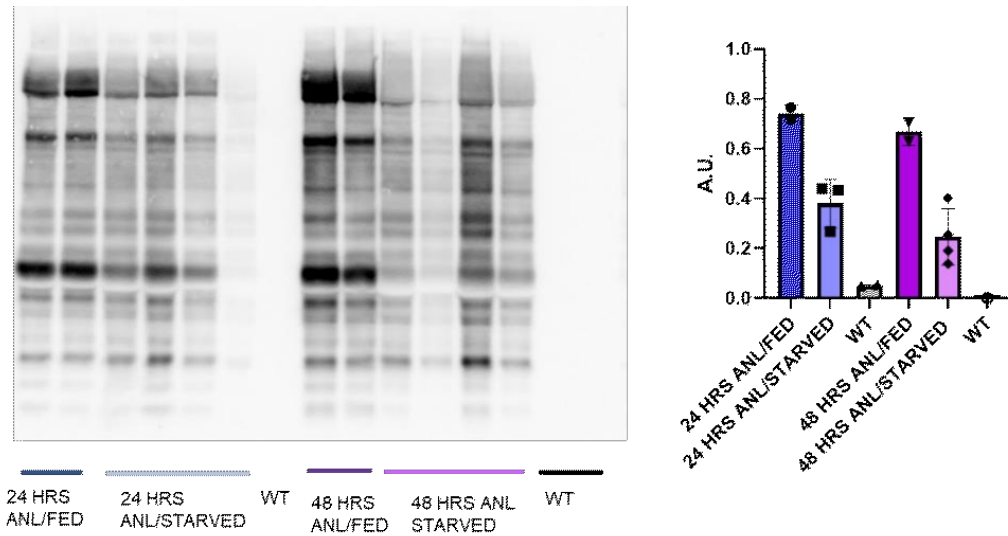 24 HRS
ANL/FED
24 HRS
ANL/STARVED
WT
48 HRS
ANL/FED
48 HRS ANL
STARVED
WT
A.U.
1.0
0.8
0.6
0.4
0.2
0.0
24 HRS ANL/FED
24 HRS ANL/STARVED
WT
48 HRS ANL/FED
48 HRS ANL/STARVED
WT